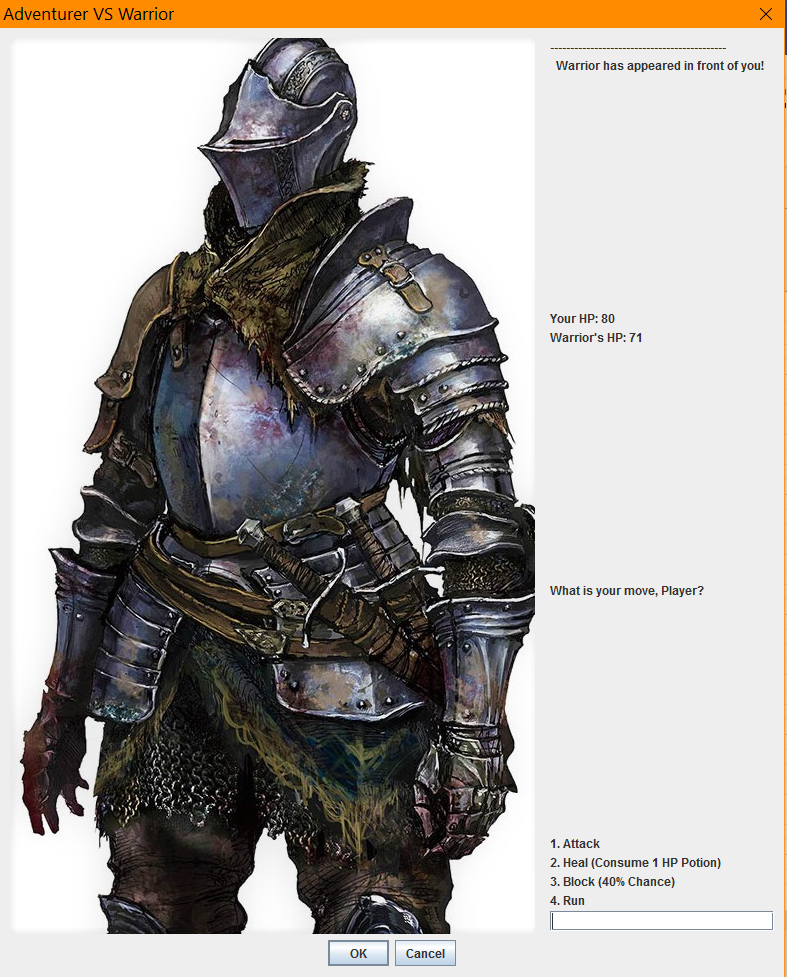 Adventurer VS Warrior
--------------------------------------------
Warrior has appeared in front of you!
Your HP: 80
Warrior's HP: 71
What is your move, Player?
1. Attack
2. Heal (Consume 1 HP Potion)
3. Block (40% Chance)
4. Run
OK Cancel